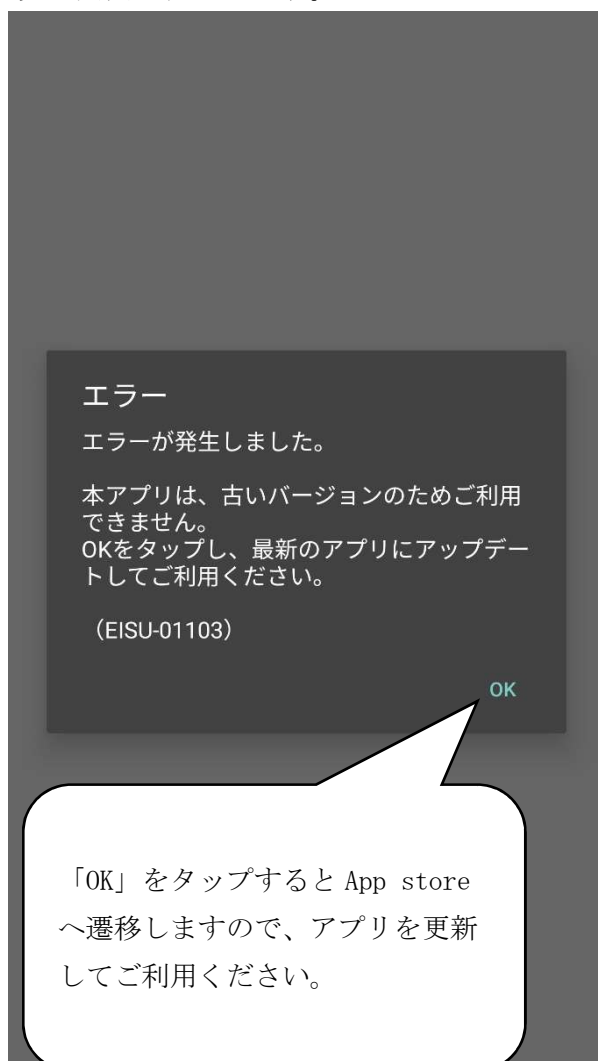 エラー
エラーが発生しました。
本アプリは、古いバージョンのためご利用
できません。
OKをタップし、最新のアプリにアップデー
トしてご利用ください。
（EISU-01103）
OK
「OK」をタップすると App store
へ遷移しますので、アプリを更新
してご利用ください。